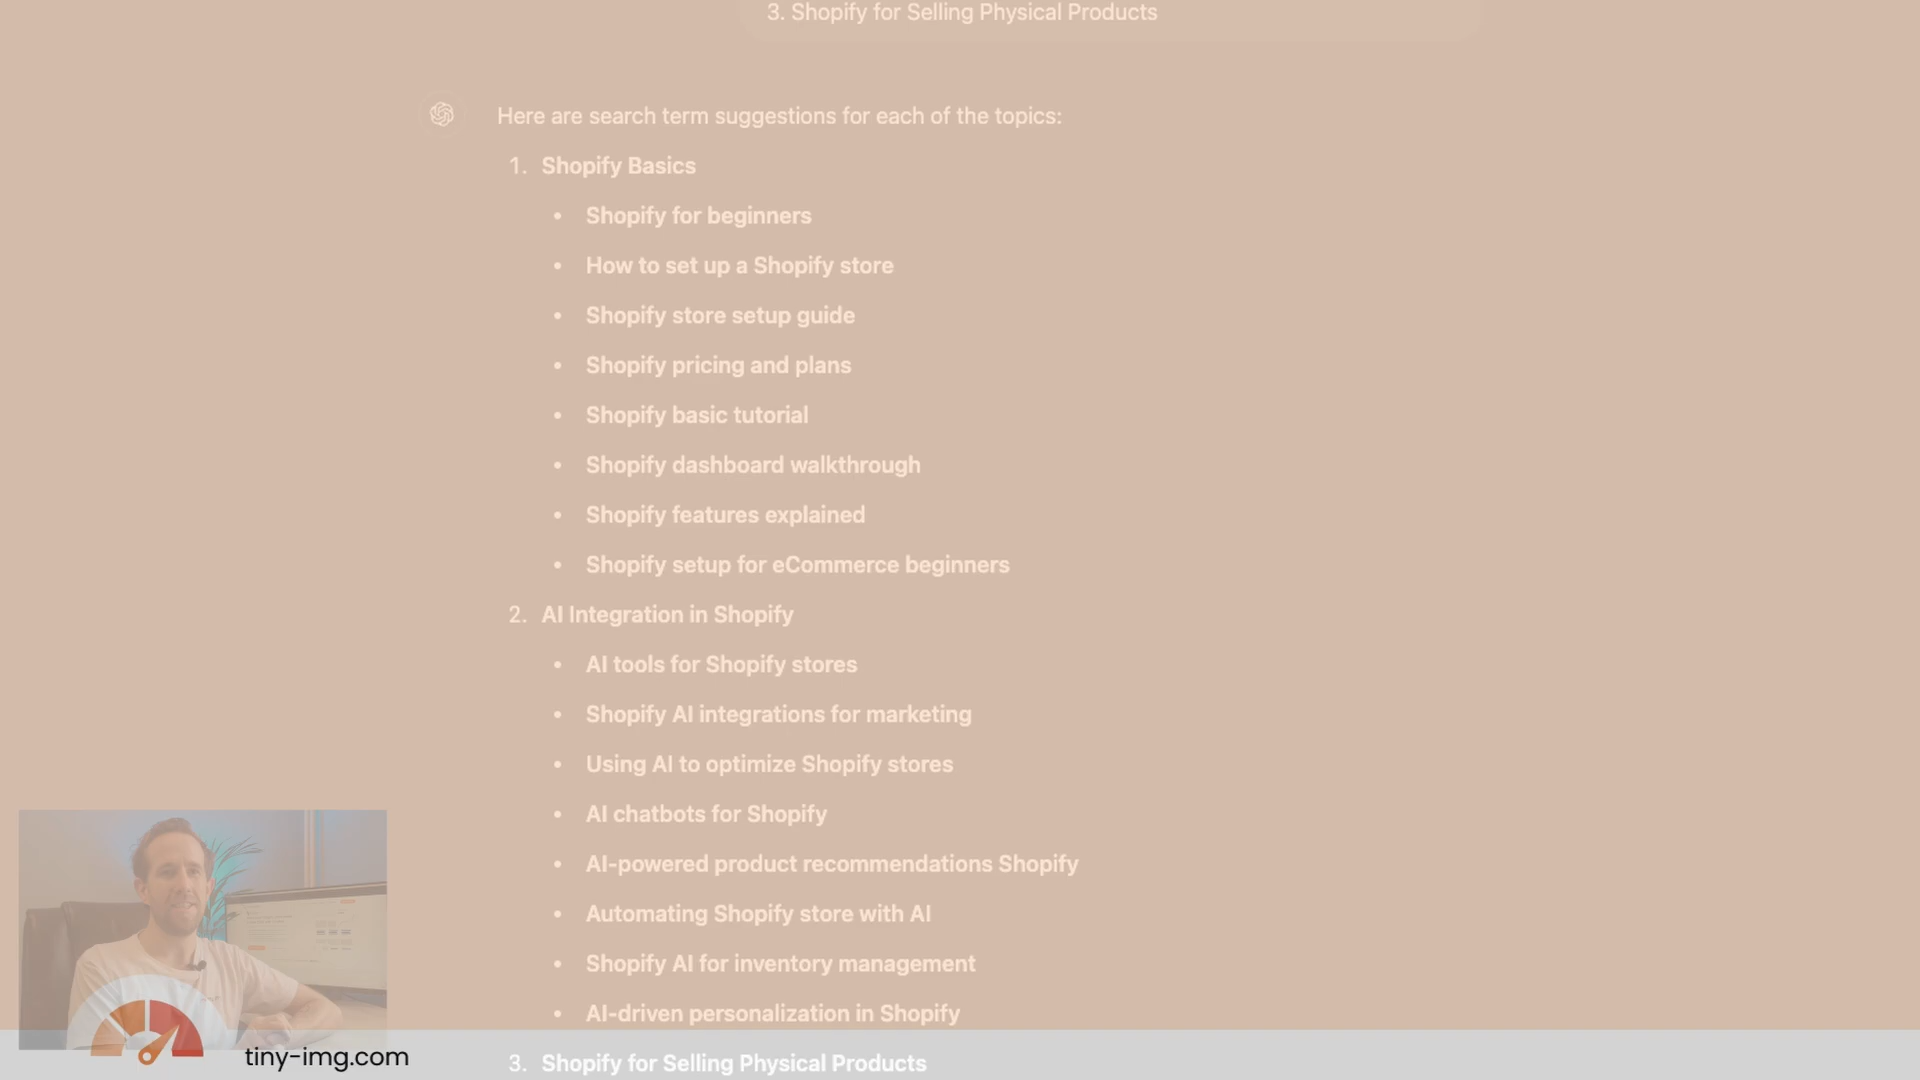 3. Shopify for Selling Physical Products
Here are search term suggestions for each of the topics:
1. Shopify Basics
• Shopify for beginners
• How to set up a Shopify store
• Shopify store setup guide
• Shopify pricing and plans
• Shopify basic tutorial
• Shopify dashboard walkthrough
• Shopify features explained
• Shopify setup for eCommerce beginners
2. AI Integration in Shopify
• AI tools for Shopify stores
• Shopify AI integrations for marketing
• Using AI to optimize Shopify stores
• AI chatbots for Shopify
• AI-powered product recommendations Shopify
• Automating Shopify store with AI
• Shopify AI for inventory management
• AI-driven personalization in Shopify
3. Shopify for Selling Physical Products
tiny-img.com